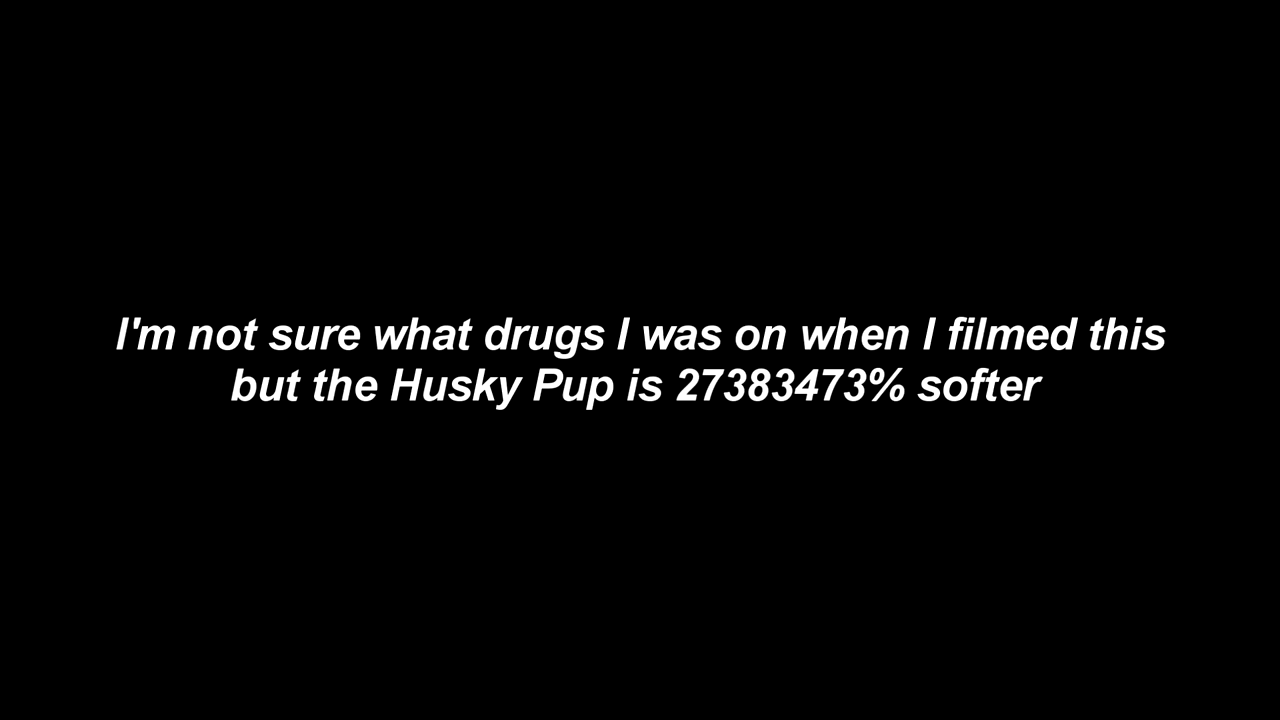 I'm not sure what drugs I was on when I filmed this
but the Husky Pup is 27383473% softer